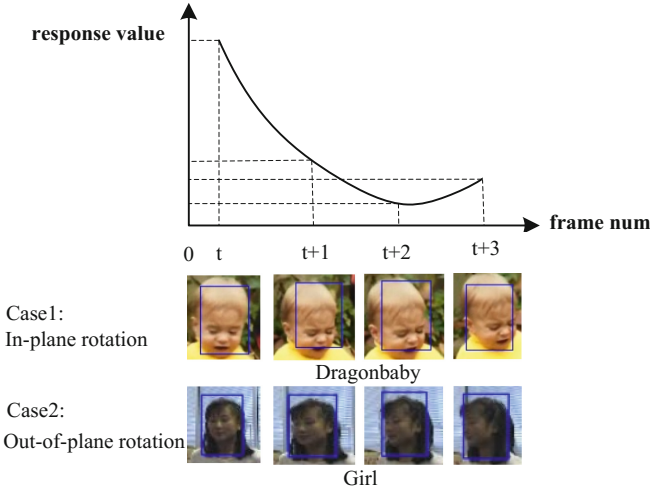 response value
frame num
0 t t+1 t+2 t+3
Case1:
In-plane rotation
Dragonbaby
Case2:
Out-of-plane rotation
Girl